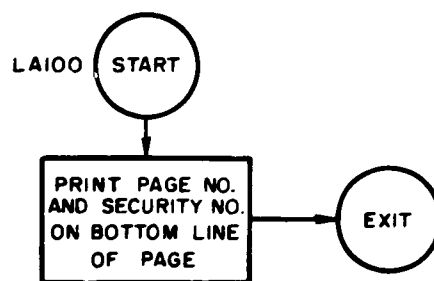 LA100 START
PRINT PAGE NO.
AND SECURITY NO.
ON BOTTOM LINE
OF PAGE
EXIT